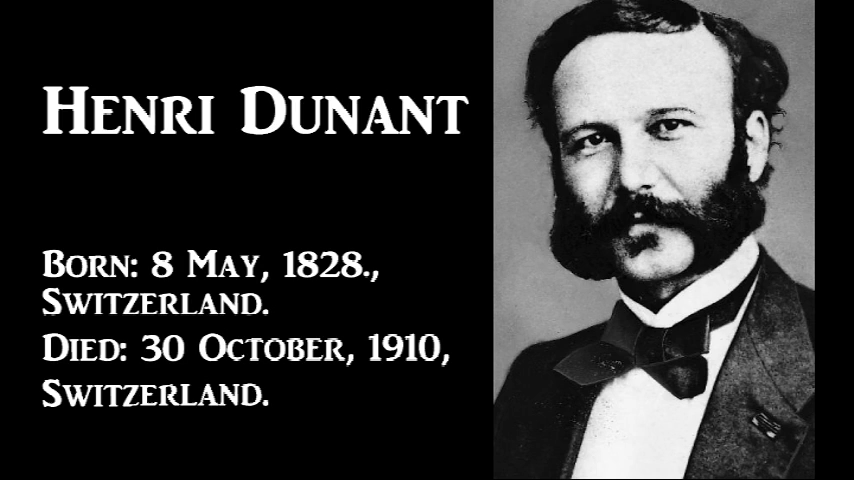 Henri Dunant
Born: 8 May, 1828.,
Switzerland.
Died: 30 October, 1910,
Switzerland.